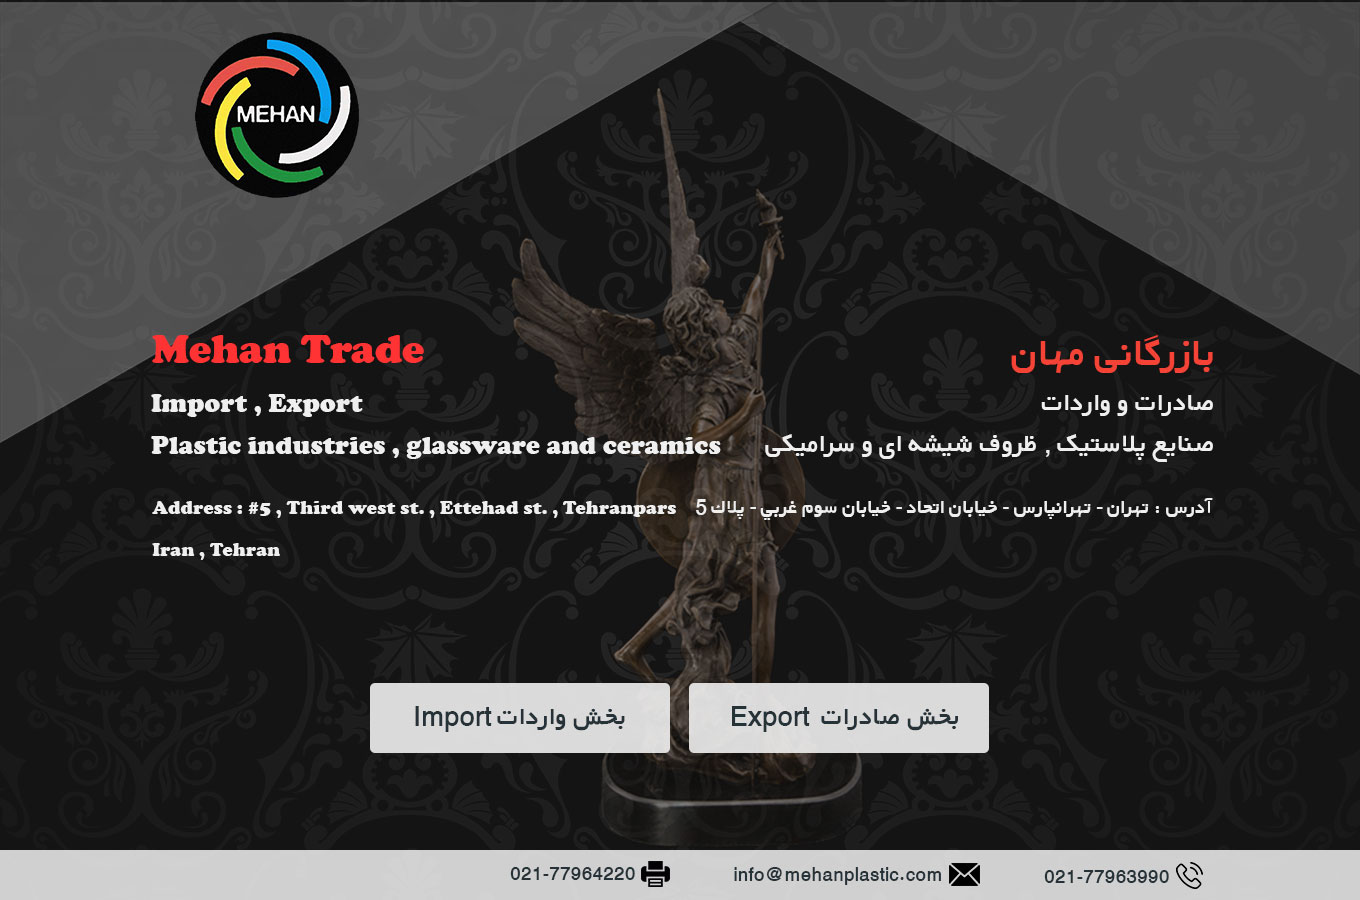 MEHAN
Mehan Trade
بازرگانی مهان
Import , Export
صادرات و واردات
Plastic industries , glassware and ceramics
صنایع پلاستیک , ظروف شیشه ای و سرامیکی
Address : #5 , Third west st. , Ettehad st. , Tehranpars
آدرس : تهران - تهرانپارس - خیابان اتحاد - خیابان سوم غربي - پلاك 5
Iran , Tehran
بخش واردات Import
بخش صادرات Export
021-77964220
info@mehanplastic.com
021-77963990